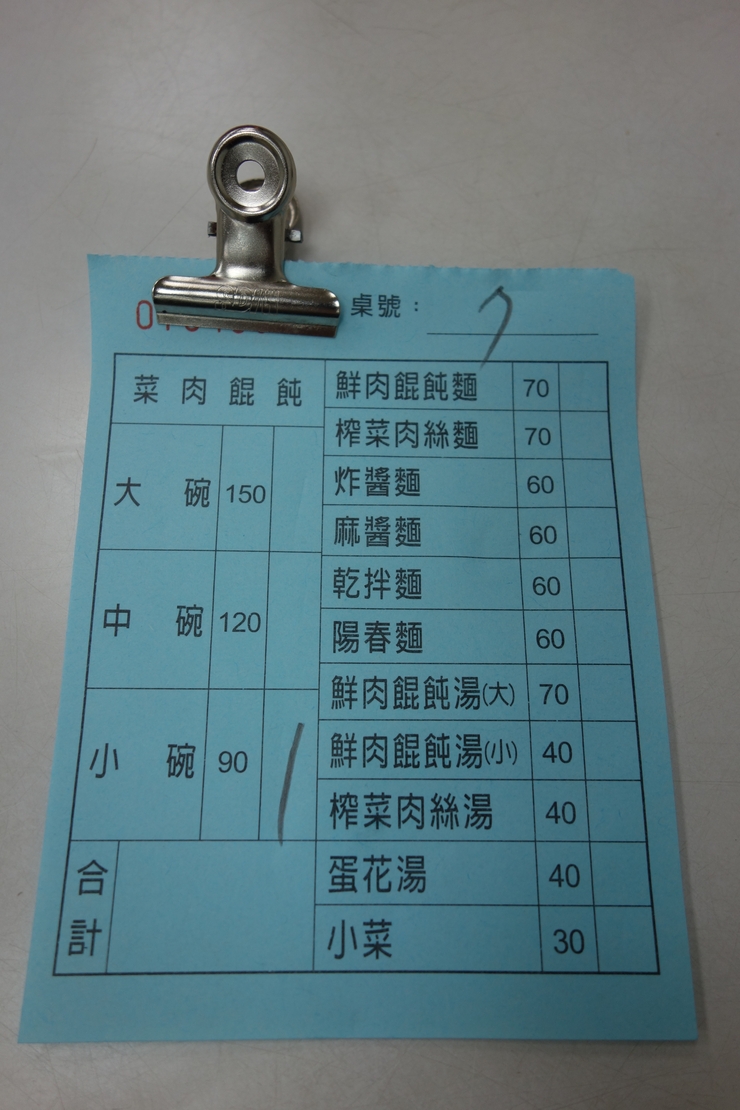 桌號： 7
菜肉餛飩
大碗 150
中碗 120
小碗 90 /
合計
鮮肉餛飩麵 70
榨菜肉絲麵 70
炸醬麵 60
麻醬麵 60
乾拌麵 60
陽春麵 60
鮮肉餛飩湯(大) 70
鮮肉餛飩湯(小) 40
榨菜肉絲湯 40
蛋花湯 40
小菜 30